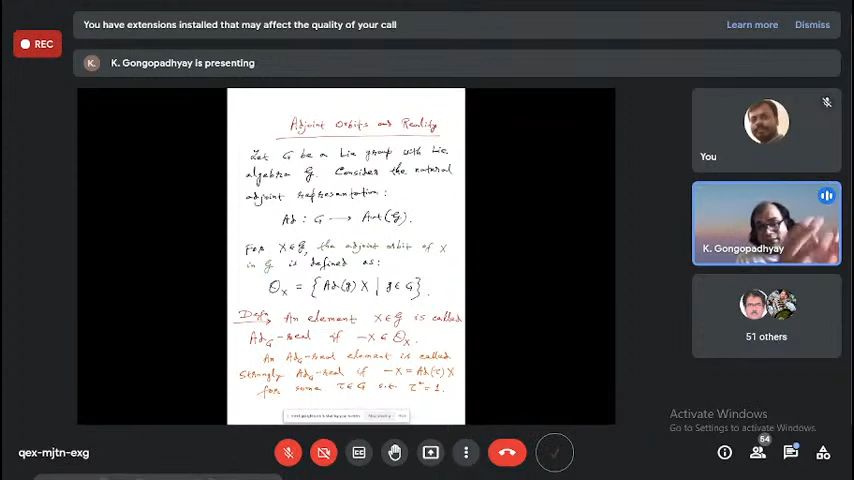 You have extensions installed that may affect the quality of your call
Learn more
Dismiss
REC
K.
K. Gongopadhyay is presenting
Adjoint Orbits and Reality
Let G be a Lie group with Lie
algebra 𝔤. Consider the natural
adjoint representation:
Ad : G ⟶ Aut(𝔤).
For X∈𝔤, the adjoint orbit of X
in 𝔤 is defined as:
𝒪_X = { Ad(g) X | g∈G }.
Defn → An element X∈𝔤 is called
Ad_G-real if -X∈𝒪_X.
An Ad_G-real element is called
strongly Ad_G-real if -X = Ad(τ) X
for some τ∈G s.t. τ² = 1.
You
K. Gongopadhyay
51 others
Activate Windows
Go to Settings to activate Windows.
qex-mjtn-exg
64